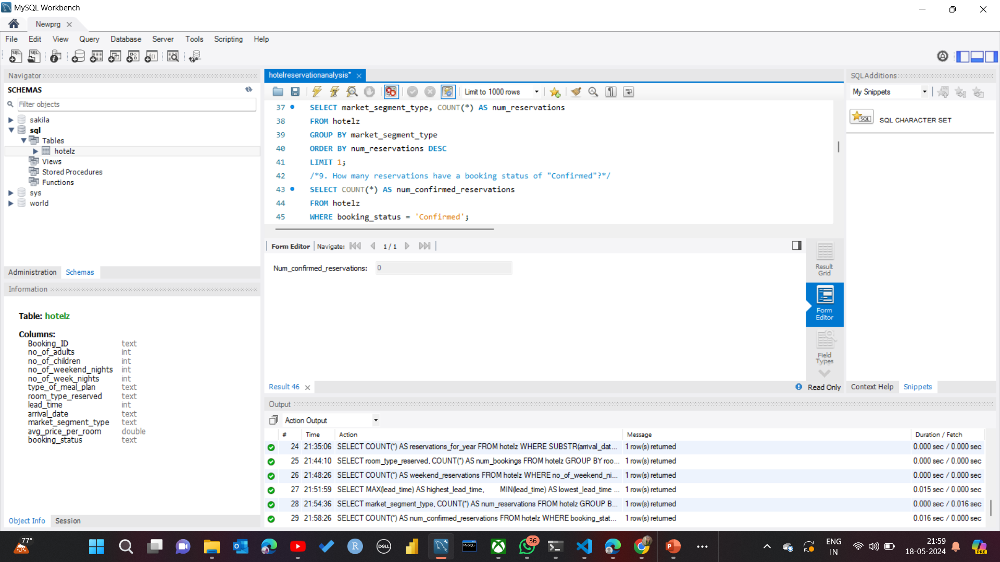 MySQL Workbench
Newprg
File Edit View Query Database Server Tools Scripting Help
Navigator
SCHEMAS
Filter objects
sakila
sql
Tables
hotelz
Views
Stored Procedures
Functions
sys
world
Administration Schemas
Information
Table: hotelz
Columns:
Booking_ID text
no_of_adults int
no_of_children int
no_of_weekend_nights int
no_of_week_nights int
type_of_meal_plan text
room_type_reserved text
lead_time int
arrival_date text
market_segment_type text
avg_price_per_room double
booking_status text
Object Info Session
hotelreservationanalysis*
Limit to 1000 rows
37 SELECT market_segment_type, COUNT(*) AS num_reservations
38 FROM hotelz
39 GROUP BY market_segment_type
40 ORDER BY num_reservations DESC
41 LIMIT 1;
42 /*9. How many reservations have a booking status of "Confirmed"?*/
43 SELECT COUNT(*) AS num_confirmed_reservations
44 FROM hotelz
45 WHERE booking_status = 'Confirmed';
Form Editor Navigate: 1 / 1
Num_confirmed_reservations: 0
Result Grid
Form Editor
Field Types
Result 46
Read Only
SQLAdditions
My Snippets
SQL
SQL CHARACTER SET
Context Help Snippets
Output
Action Output
# Time Action Message Duration / Fetch
24 21:35:06 SELECT COUNT(*) AS reservations_for_year FROM hotelz WHERE SUBSTR(arrival_dat... 1 row(s) returned 0.000 sec / 0.000 sec
25 21:44:10 SELECT room_type_reserved, COUNT(*) AS num_bookings FROM hotelz GROUP BY roo... 1 row(s) returned 0.000 sec / 0.000 sec
26 21:48:26 SELECT COUNT(*) AS weekend_reservations FROM hotelz WHERE no_of_weekend_ni... 1 row(s) returned 0.000 sec / 0.000 sec
27 21:51:59 SELECT MAX(lead_time) AS highest_lead_time, MIN(lead_time) AS lowest_lead_time ... 1 row(s) returned 0.015 sec / 0.000 sec
28 21:54:36 SELECT market_segment_type, COUNT(*) AS num_reservations FROM hotelz GROUP B... 1 row(s) returned 0.000 sec / 0.016 sec
29 21:58:26 SELECT COUNT(*) AS num_confirmed_reservations FROM hotelz WHERE booking_stat... 1 row(s) returned 0.016 sec / 0.000 sec
77°
R
DELL
MySQL
36
P
ENG
IN
21:59
18-05-2024
PRE